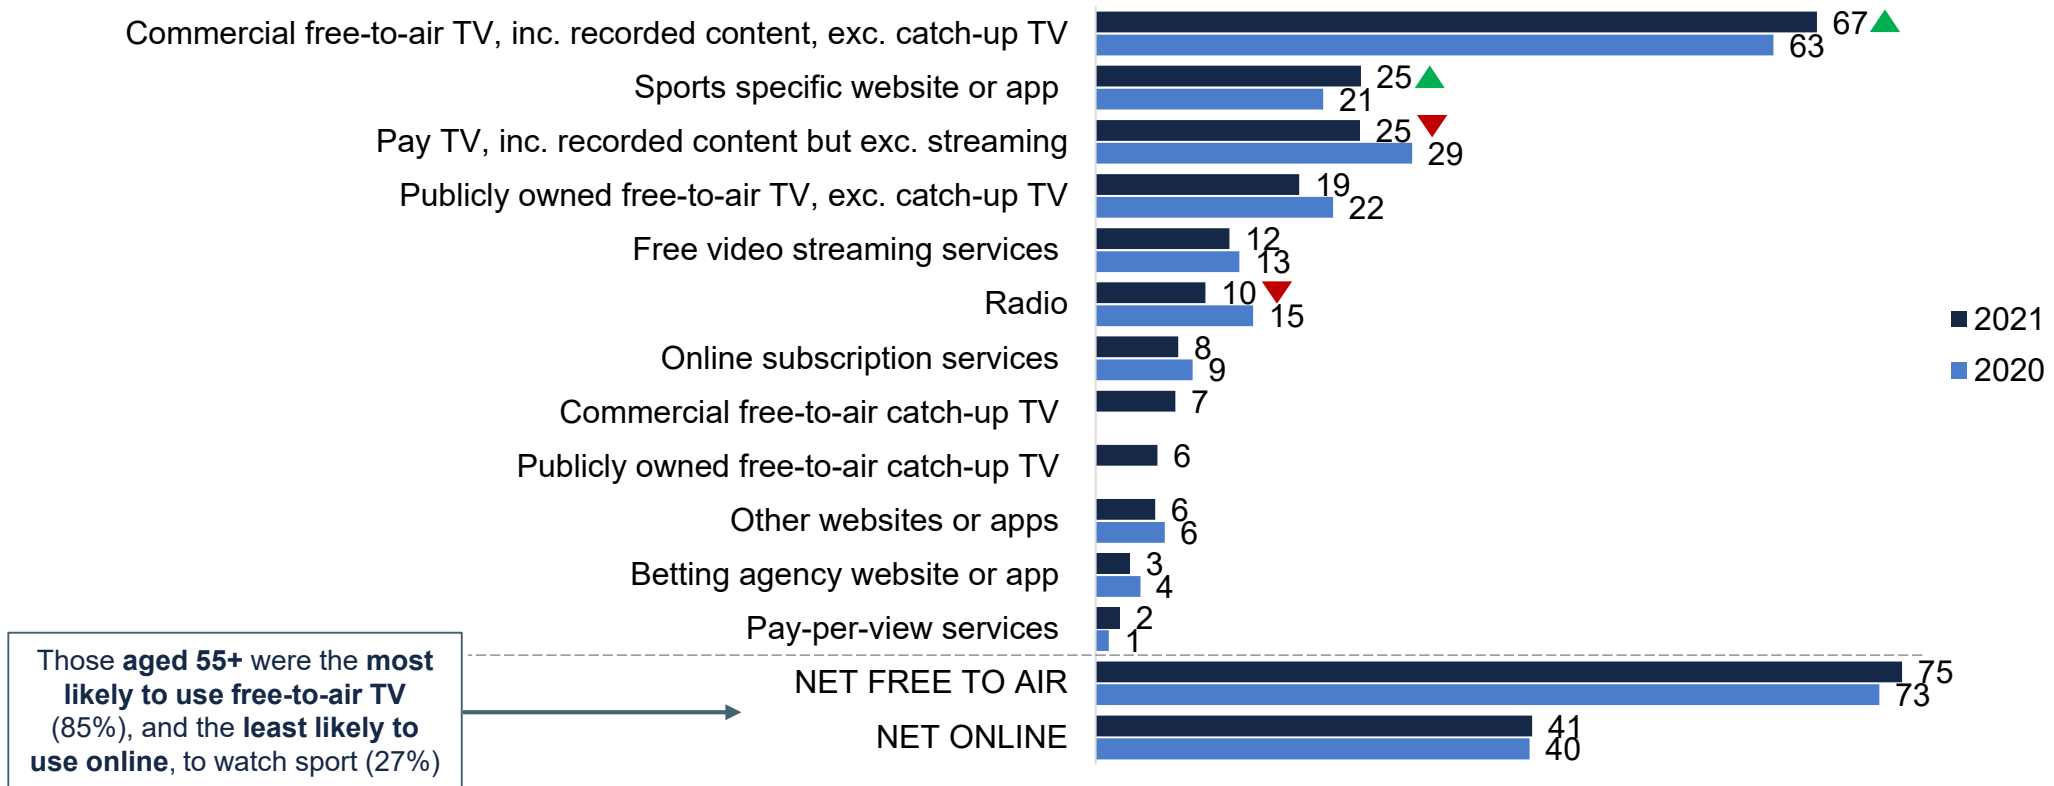 Commercial free-to-air TV, inc. recorded content, exc. catch-up TV
67
63
Sports specific website or app
25
21
Pay TV, inc. recorded content but exc. streaming
25
29
Publicly owned free-to-air TV, exc. catch-up TV
19
22
Free video streaming services
12
13
Radio
10
15
Online subscription services
8
9
Commercial free-to-air catch-up TV
7
Publicly owned free-to-air catch-up TV
6
Other websites or apps
6
6
Betting agency website or app
3
4
Pay-per-view services
2
1
NET FREE TO AIR
75
73
NET ONLINE
41
40
2021
2020
Those aged 55+ were the most
likely to use free-to-air TV
(85%), and the least likely to
use online, to watch sport (27%)